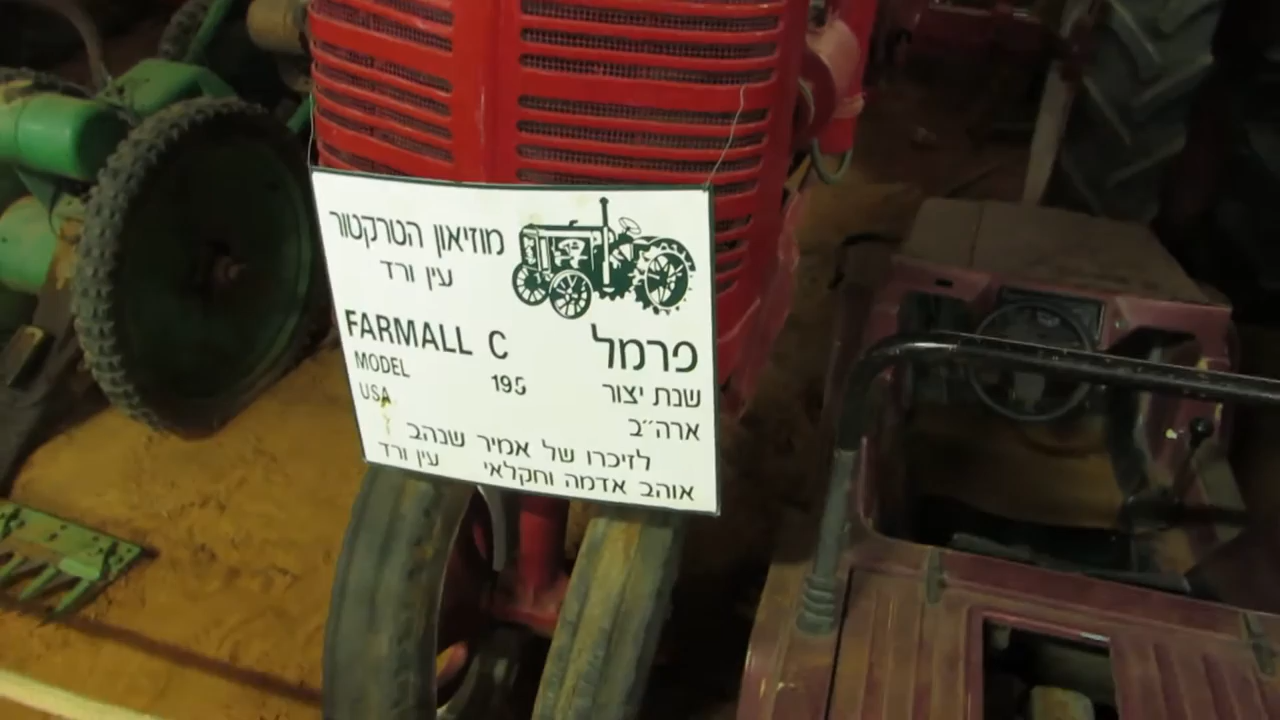 מוזיאון הטרקטור
עין ורד
FARMALL C פרמל
MODEL 195 שנת יצור
USA ארה״ב
לזיכרו של אמיר שנהב
אוהב אדמה וחקלאי עין ורד